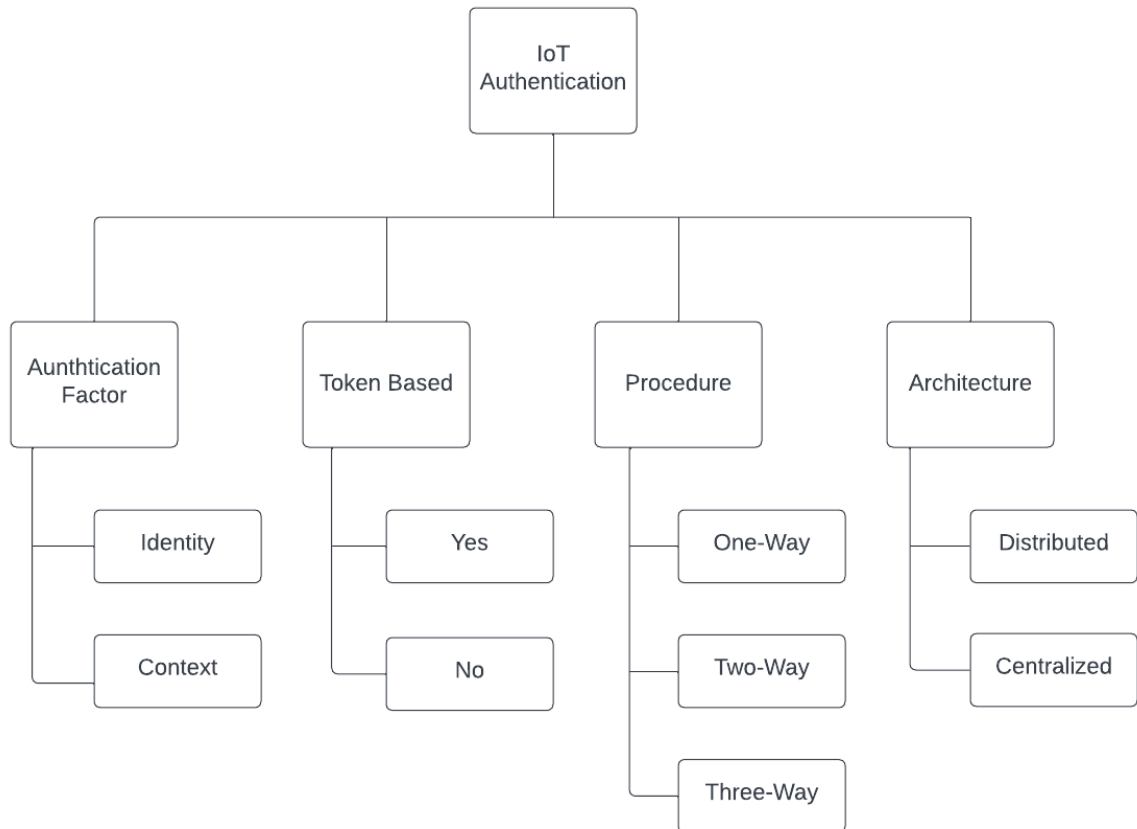 IoT
Authentication
Aunthtication
Factor
Token Based
Procedure
Architecture
Identity
Yes
One-Way
Distributed
Context
No
Two-Way
Centralized
Three-Way